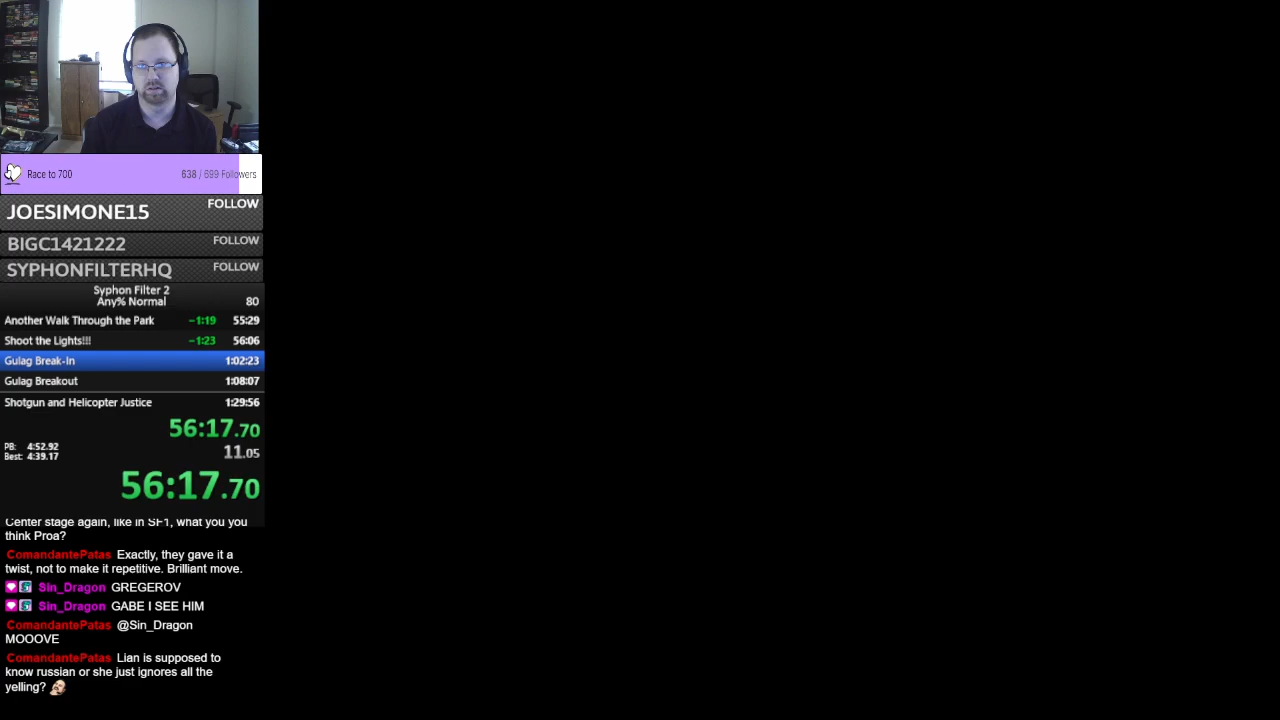 Race to 700 638 / 699 Followers
JOESIMONE15 FOLLOW
BIGC1421222 FOLLOW
SYPHONFILTERHQ FOLLOW
Syphon Filter 2
Any% Normal 80
Another Walk Through the Park −1:19 55:29
Shoot the Lights!!! −1:23 56:06
Gulag Break-In 1:02:23
Gulag Breakout 1:08:07
Shotgun and Helicopter Justice 1:29:56
56:17.70
PB: 4:52.92
Best: 4:39.17
11.05
56:17.70
Center stage again, like in SF1, what you you
think Proa?
ComandantePatas Exactly, they gave it a
twist, not to make it repetitive. Brilliant move.
Sin_Dragon GREGEROV
Sin_Dragon GABE I SEE HIM
ComandantePatas @Sin_Dragon
MOOOVE
ComandantePatas Lian is supposed to
know russian or she just ignores all the
yelling?